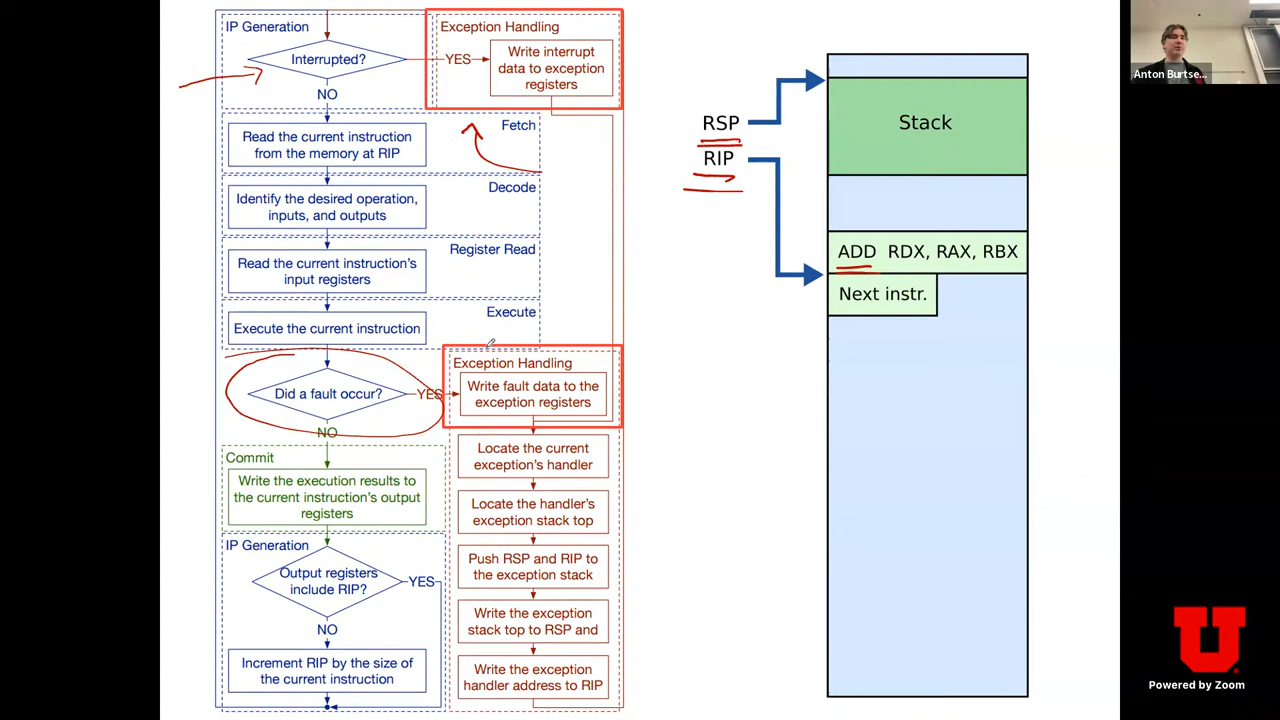 IP Generation
Interrupted?
YES
NO
Exception Handling
Write interrupt
data to exception
registers
Fetch
Read the current instruction
from the memory at RIP
Decode
Identify the desired operation,
inputs, and outputs
Register Read
Read the current instruction's
input registers
Execute
Execute the current instruction
Did a fault occur?
YES
NO
Exception Handling
Write fault data to the
exception registers
Locate the current
exception's handler
Locate the handler's
exception stack top
Push RSP and RIP to
the exception stack
Write the exception
stack top to RSP and
Write the exception
handler address to RIP
Commit
Write the execution results to
the current instruction's output
registers
IP Generation
Output registers
include RIP?
YES
NO
Increment RIP by the size of
the current instruction
RSP
RIP
Stack
ADD RDX, RAX, RBX
Next instr.
Anton Burtse...
U
Powered by Zoom